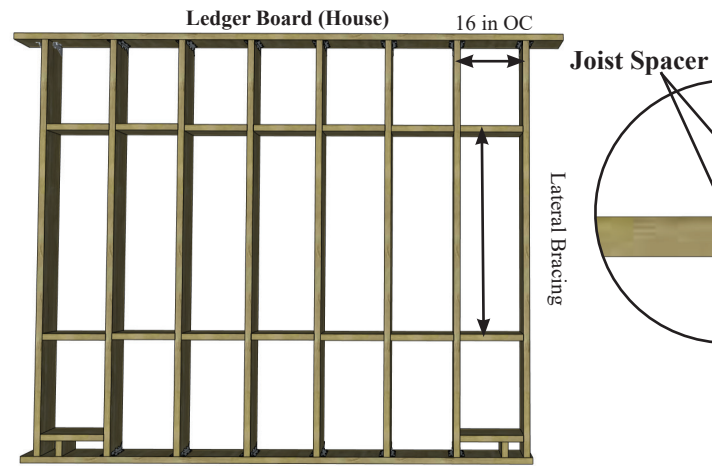 Ledger Board (House)
16 in OC
Joist Spacer
Lateral Bracing